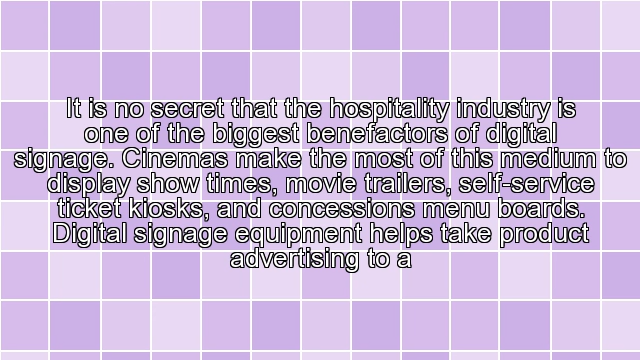 It is no secret that the hospitality industry is
one of the biggest benefactors of digital
signage. Cinemas make the most of this medium to
display show times, movie trailers, self-service
ticket kiosks, and concessions menu boards.
Digital signage equipment helps take product
advertising to a